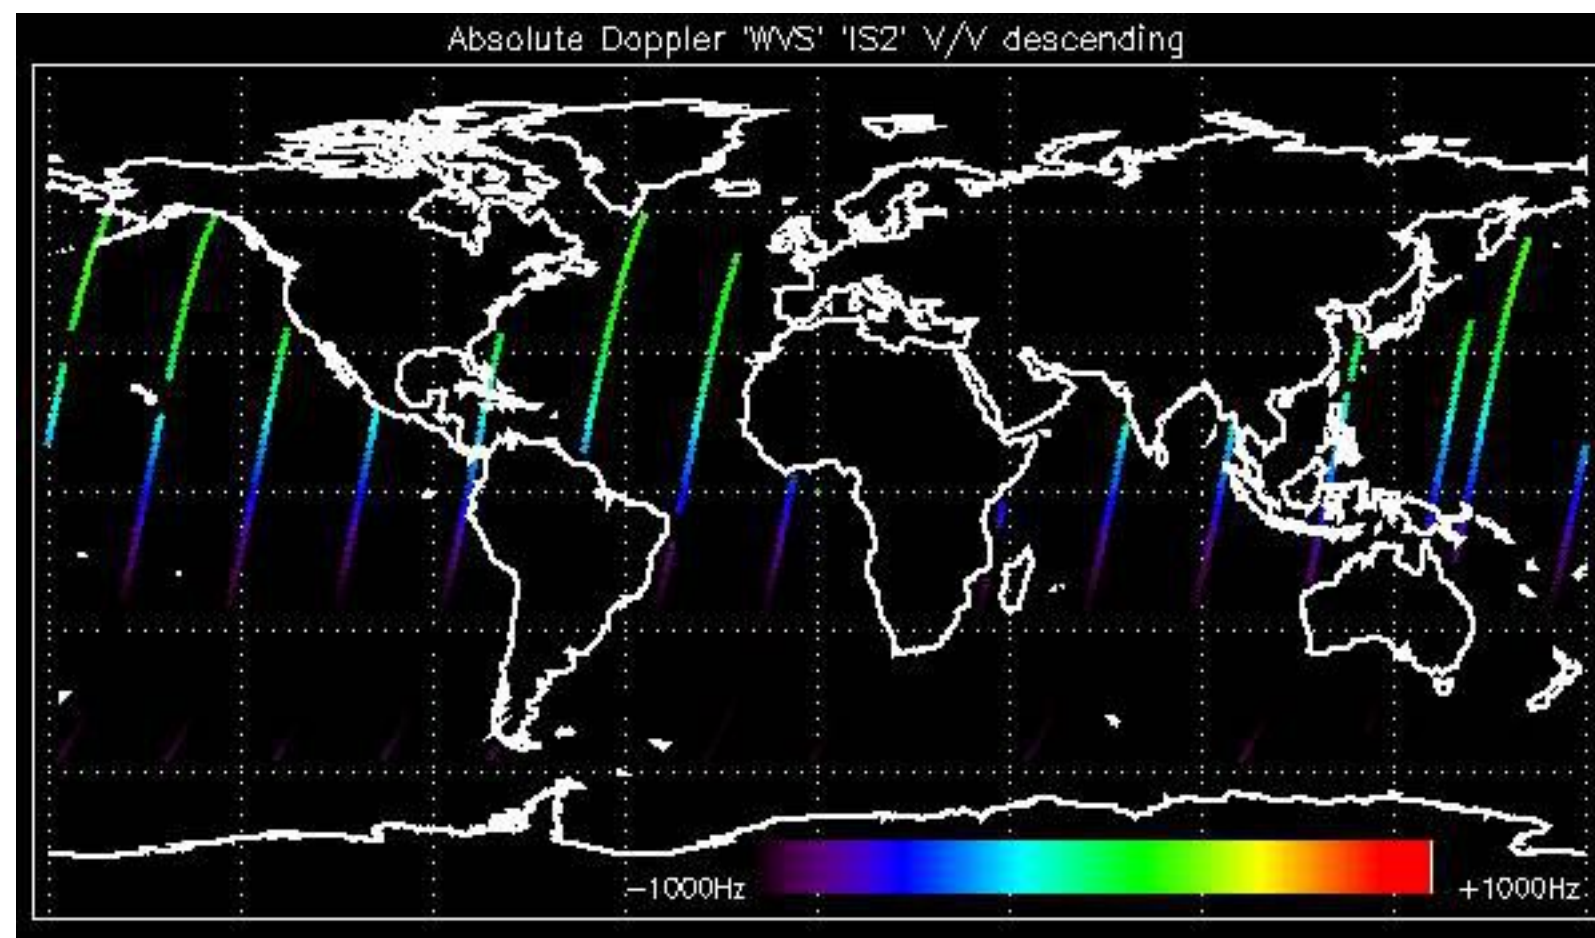 Absolute Doppler 'WVS' 'IS2' V/V descending
−1000Hz +1000Hz